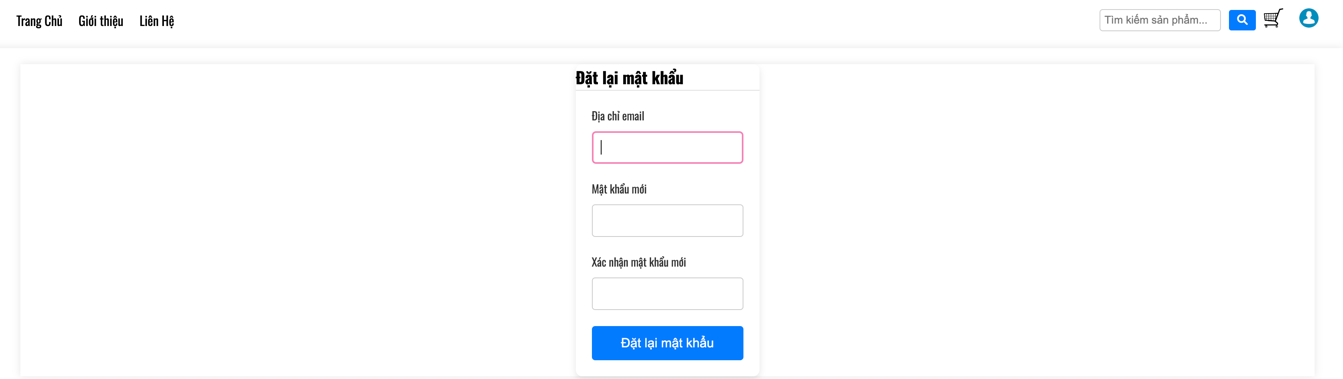 Trang Chủ Giới thiệu Liên Hệ Tìm kiếm sản phẩm...
Đặt lại mật khẩu
Địa chỉ email
Mật khẩu mới
Xác nhận mật khẩu mới
Đặt lại mật khẩu